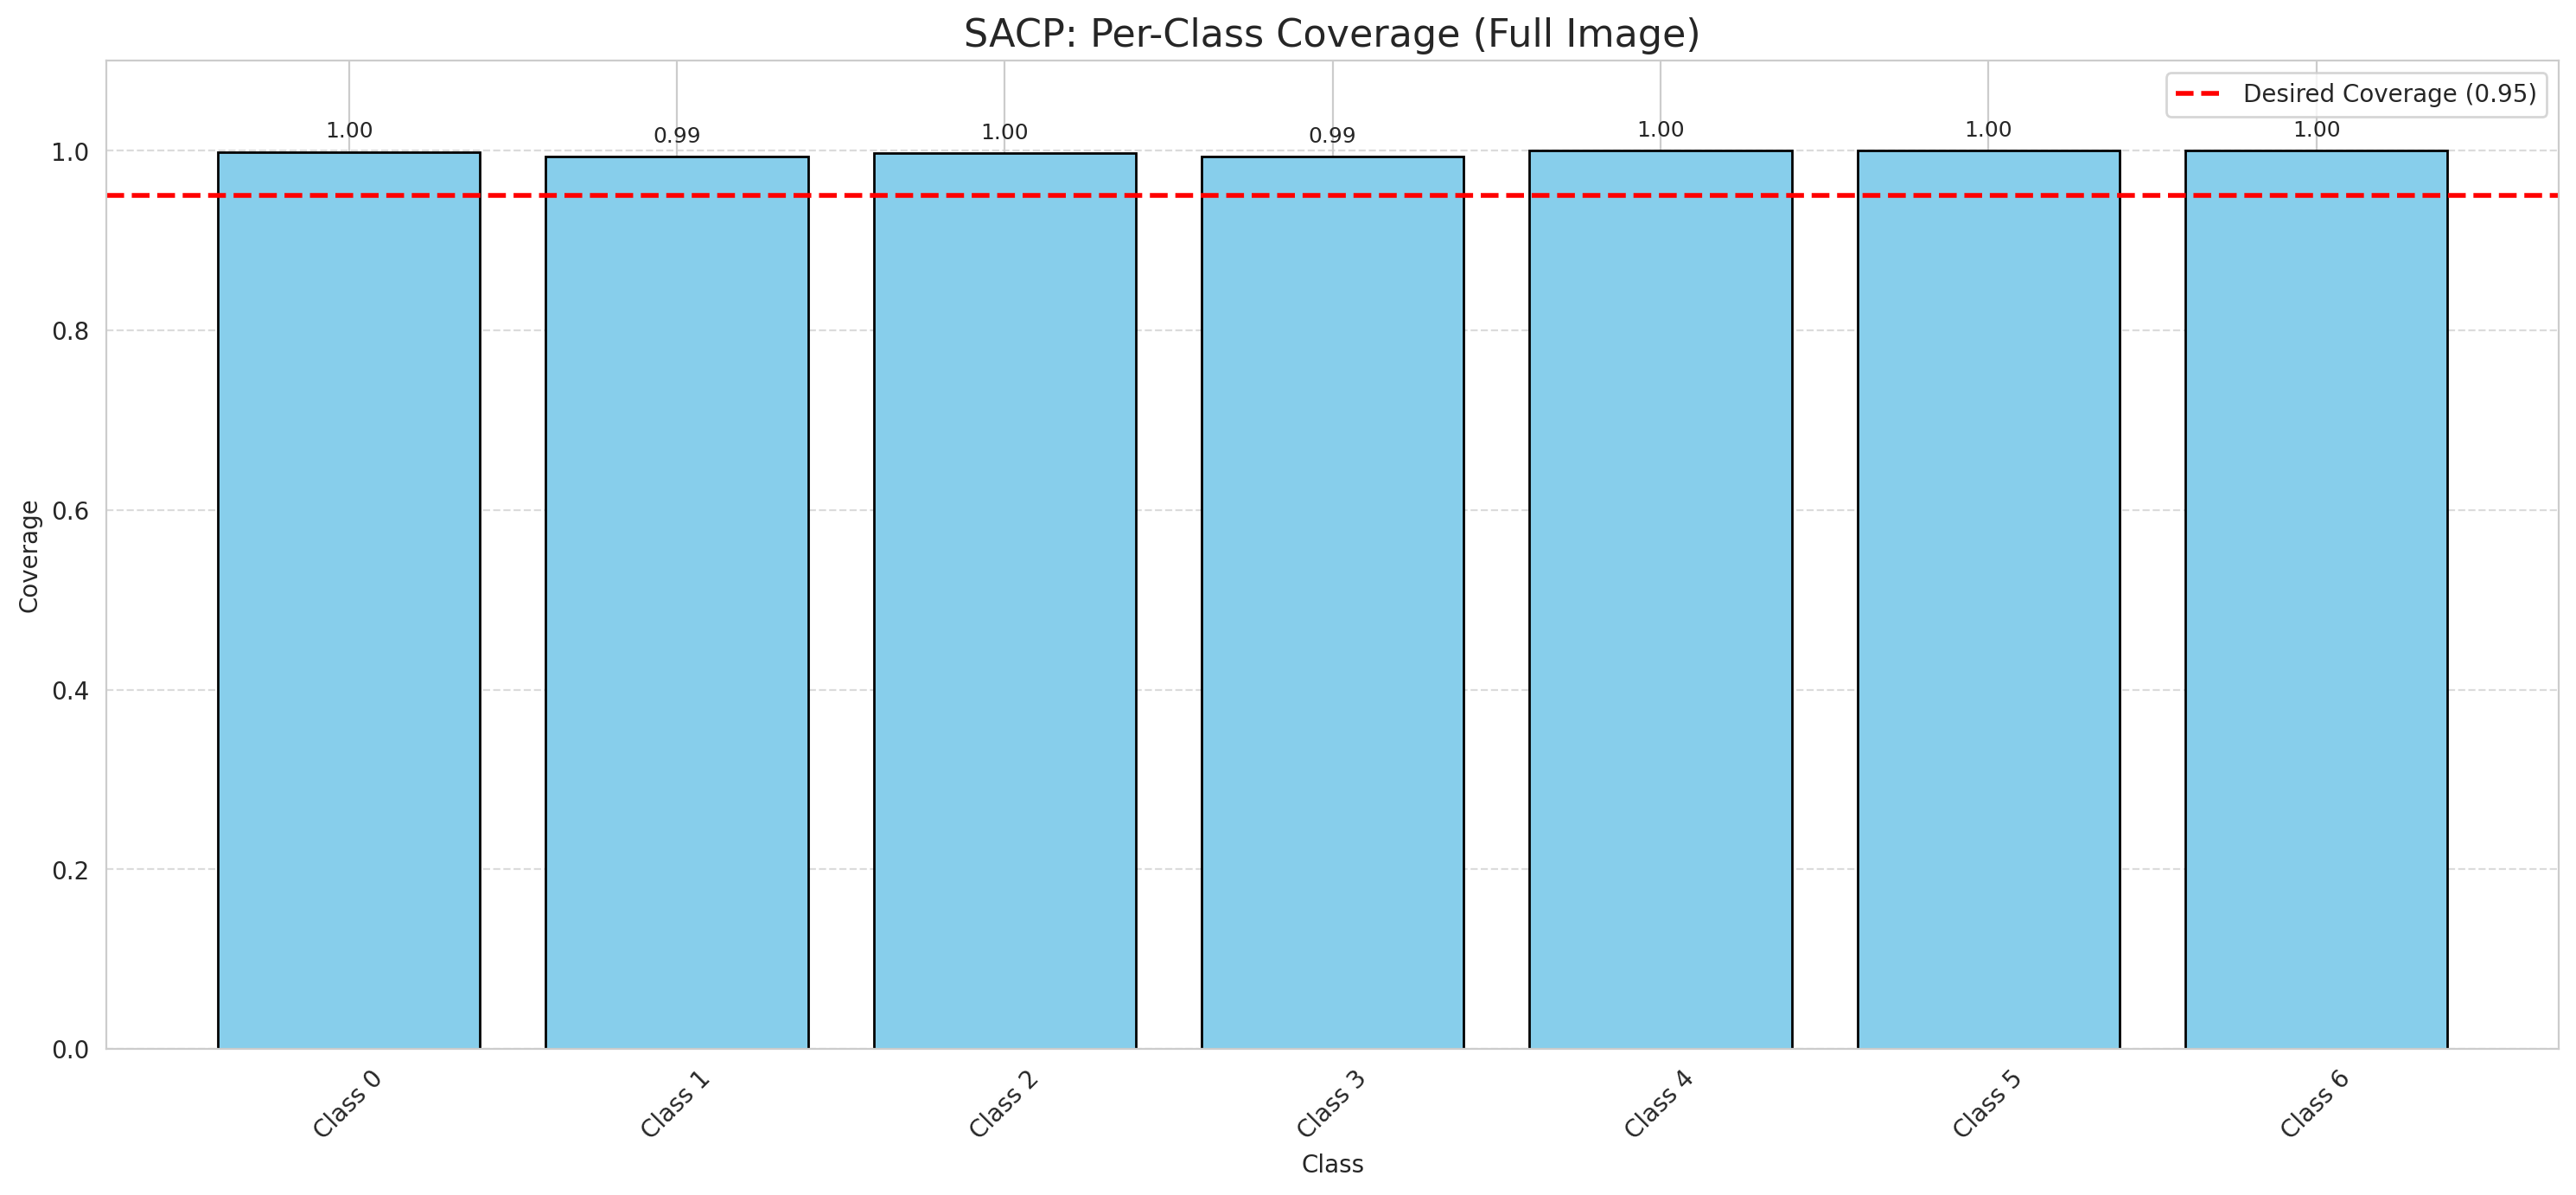 SACP: Per-Class Coverage (Full Image)
Desired Coverage (0.95)
1.00
0.99
1.00
0.99
1.00
1.00
1.00
1.0
0.8
0.6
0.4
0.2
0.0
Coverage
Class 0
Class 1
Class 2
Class 3
Class 4
Class 5
Class 6
Class